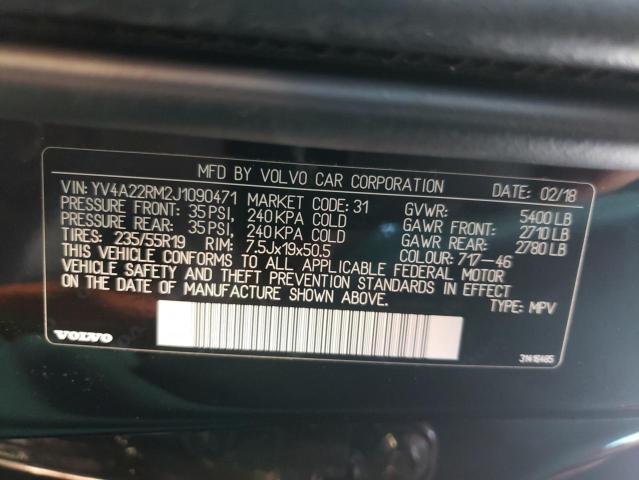 MFD BY VOLVO CAR CORPORATION DATE: 02/18
VIN: YV4A22RM2J1090471 MARKET CODE: 31 GVWR: 5400 LB
PRESSURE FRONT: 35 PSI, 240 KPA COLD GAWR FRONT: 2710 LB
PRESSURE REAR: 35 PSI, 240 KPA COLD GAWR REAR: 2780 LB
TIRES: 235/55R19 RIM: 7.5Jx19x50.5 COLOUR: 717-46
THIS VEHICLE CONFORMS TO ALL APPLICABLE FEDERAL MOTOR
VEHICLE SAFETY AND THEFT PREVENTION STANDARDS IN EFFECT
ON THE DATE OF MANUFACTURE SHOWN ABOVE. TYPE: MPV
VOLVO 31416465